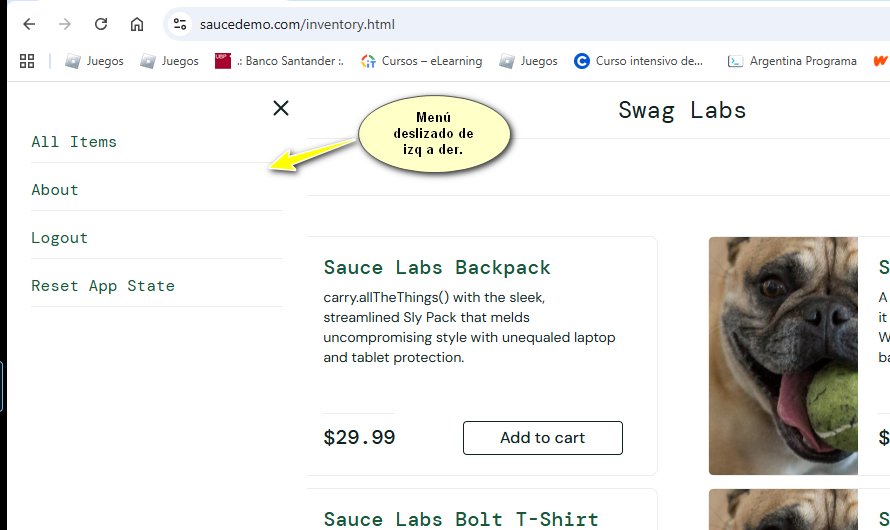 saucedemo.com/inventory.html
Juegos
Juegos
UBP
.: Banco Santander :.
Cursos – eLearning
Juegos
Curso intensivo de...
Argentina Programa
All Items
About
Logout
Reset App State
Menú
deslizado de
izq a der.
Swag Labs
Sauce Labs Backpack
carry.allTheThings() with the sleek,
streamlined Sly Pack that melds
uncompromising style with unequaled laptop
and tablet protection.
$29.99
Add to cart
S
A
it
W
ba
$
Sauce Labs Bolt T-Shirt
S